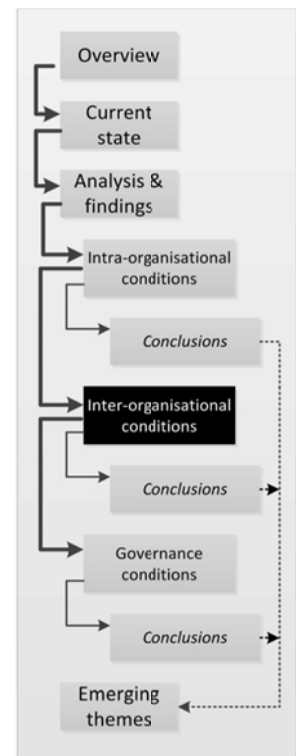 Overview
Current
state
Analysis &
findings
Intra-organisational
conditions
Conclusions
Inter-organisational
conditions
Conclusions
Governance
conditions
Conclusions
Emerging
themes